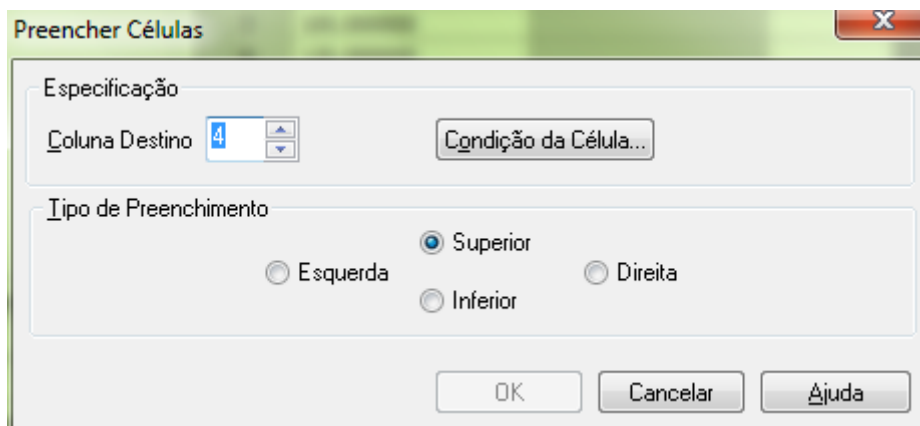 Preencher Células
Especificação
Coluna Destino 4 Condição da Célula...
Tipo de Preenchimento
Superior
Esquerda Direita
Inferior
OK Cancelar Ajuda